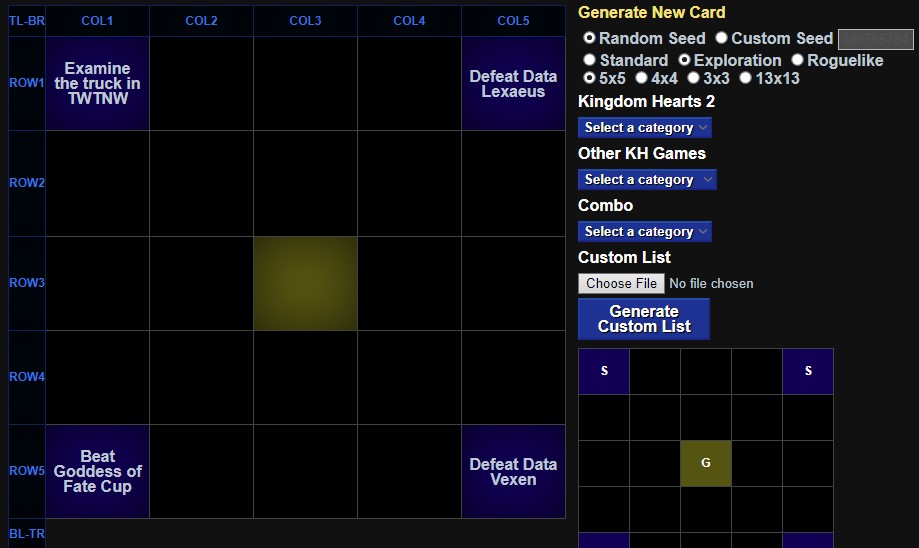 TL-BR COL1 COL2 COL3 COL4 COL5
ROW1
Examine
the truck in
TWTNW
Defeat Data
Lexaeus
ROW2
ROW3
ROW4
ROW5
Beat
Goddess of
Fate Cup
Defeat Data
Vexen
BL-TR
Generate New Card
Random Seed Custom Seed
Standard Exploration Roguelike
5x5 4x4 3x3 13x13
Kingdom Hearts 2
Select a category
Other KH Games
Select a category
Combo
Select a category
Custom List
Choose File No file chosen
Generate
Custom List
S S
G